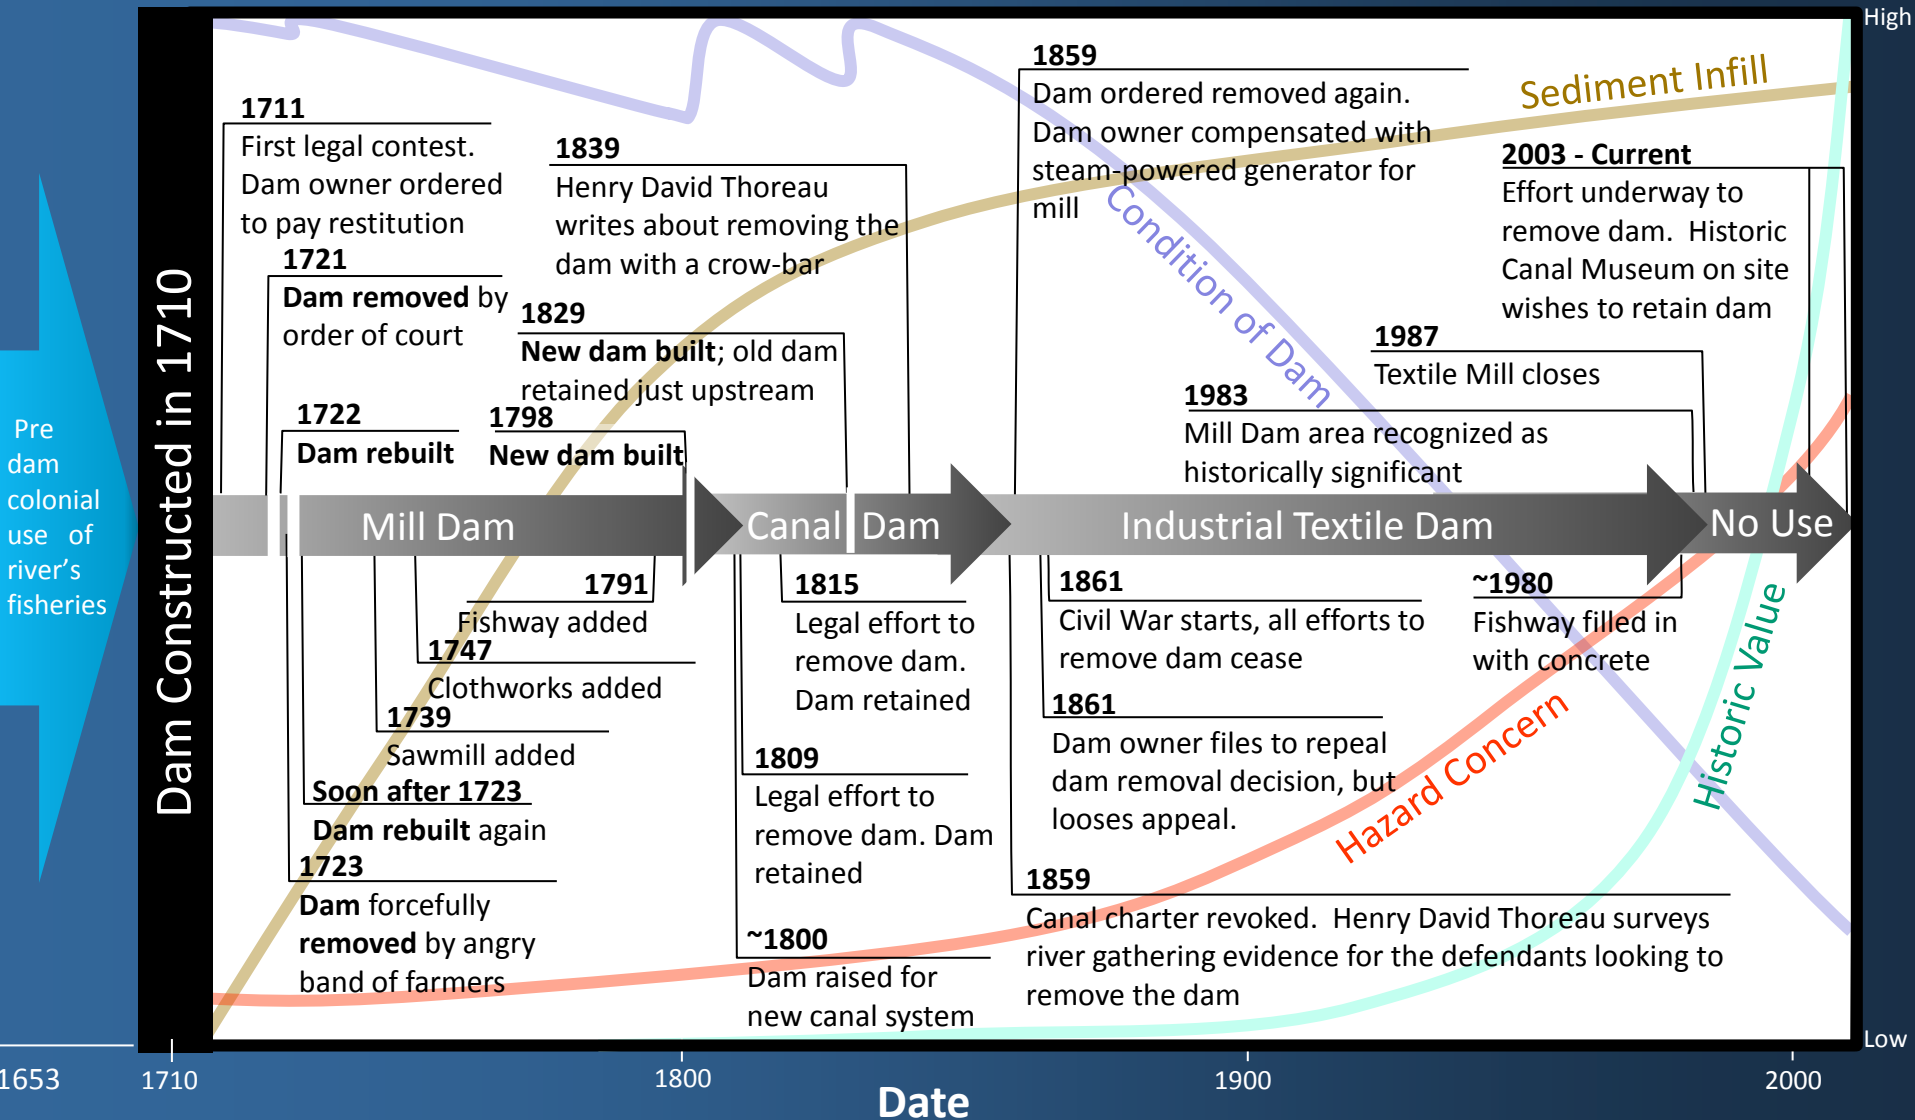 High
1859
Dam ordered removed again.
Dam owner compensated with
steam-powered generator for
mill
Sediment Infill
1711
First legal contest.
Dam owner ordered
to pay restitution
1839
Henry David Thoreau
writes about removing the
dam with a crow-bar
2003 - Current
Effort underway to
remove dam. Historic
Canal Museum on site
wishes to retain dam
Condition of Dam
1721
Dam removed by
order of court
1829
New dam built; old dam
retained just upstream
1987
Textile Mill closes
1983
Mill Dam area recognized as
historically significant
1722
Dam rebuilt
1798
New dam built
Pre
dam
colonial
use of
river's
fisheries
Dam Constructed in 1710
Mill Dam
Canal Dam
Industrial Textile Dam
No Use
1791
Fishway added
1747
Clothworks added
1739
Sawmill added
Soon after 1723
Dam rebuilt again
1723
Dam forcefully
removed by angry
band of farmers
1815
Legal effort to
remove dam.
Dam retained
1809
Legal effort to
remove dam. Dam
retained
~1800
Dam raised for
new canal system
1861
Civil War starts, all efforts to
remove dam cease
1861
Dam owner files to repeal
dam removal decision, but
looses appeal.
~1980
Fishway filled in
with concrete
Hazard Concern
Historic Value
1859
Canal charter revoked. Henry David Thoreau surveys
river gathering evidence for the defendants looking to
remove the dam
Low
1653
1710
1800
1900
2000
Date